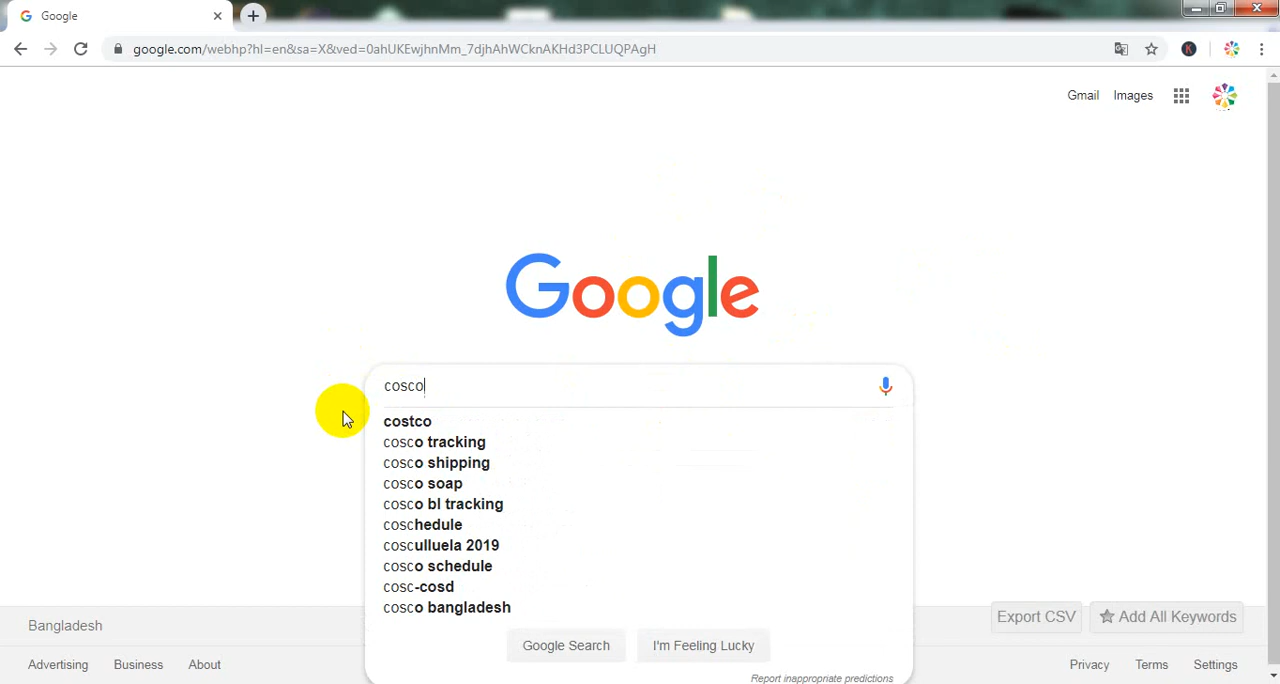 Google
google.com/webhp?hl=en&sa=X&ved=0ahUKEwjhnMm_7djhAhWCknAKHd3PCLUQPAgH
K
Gmail Images
Google
cosco
costco
cosco tracking
cosco shipping
cosco soap
cosco bl tracking
coschedule
cosculluela 2019
cosco schedule
cosc-cosd
cosco bangladesh
Export CSV Add All Keywords
Bangladesh
Google Search I'm Feeling Lucky
Advertising Business About Privacy Terms Settings
Report inappropriate predictions